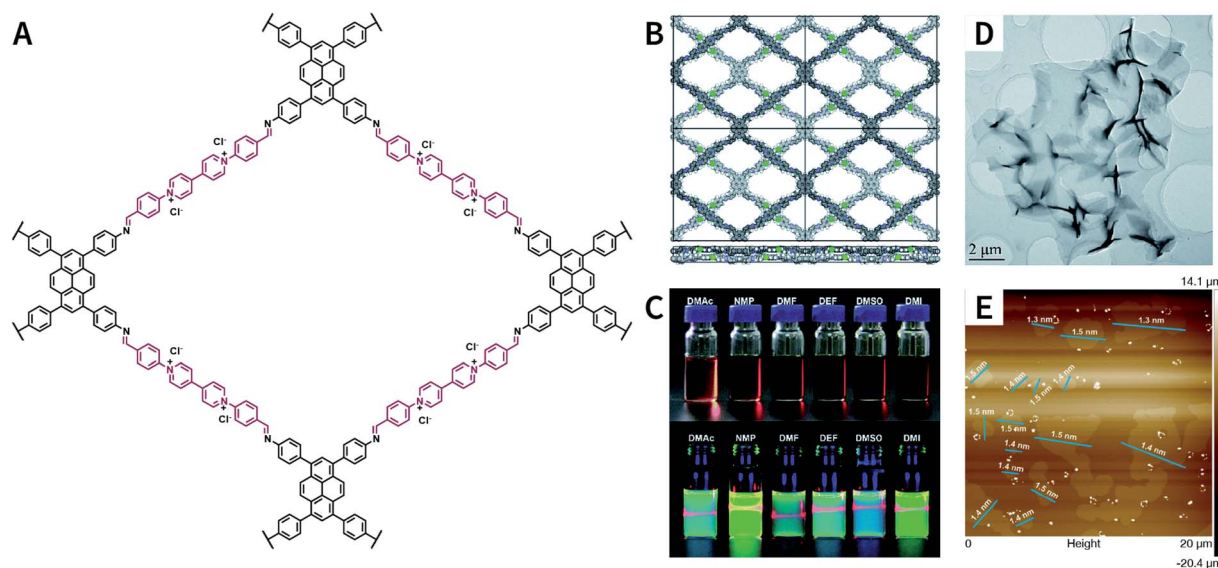 A
N
N
Cl⁻
N⁺
N⁺
Cl⁻
Cl⁻
N⁺
N⁺
Cl⁻
N
N
N
N
Cl⁻
N⁺
N⁺
Cl⁻
Cl⁻
N⁺
N⁺
Cl⁻
N
N
B
C
DMAc NMP DMF DEF DMSO DMI
DMAc NMP DMF DEF DMSO DMI
D
2 μm
E
14.1 μm
1.3 nm
1.5 nm
1.3 nm
1.5 nm
1.4 nm
1.5 nm
1.4 nm
1.5 nm
1.5 nm
1.5 nm
1.4 nm
1.4 nm
1.4 nm
1.5 nm
1.4 nm
1.4 nm
0 Height 20 μm
-20.4 μm